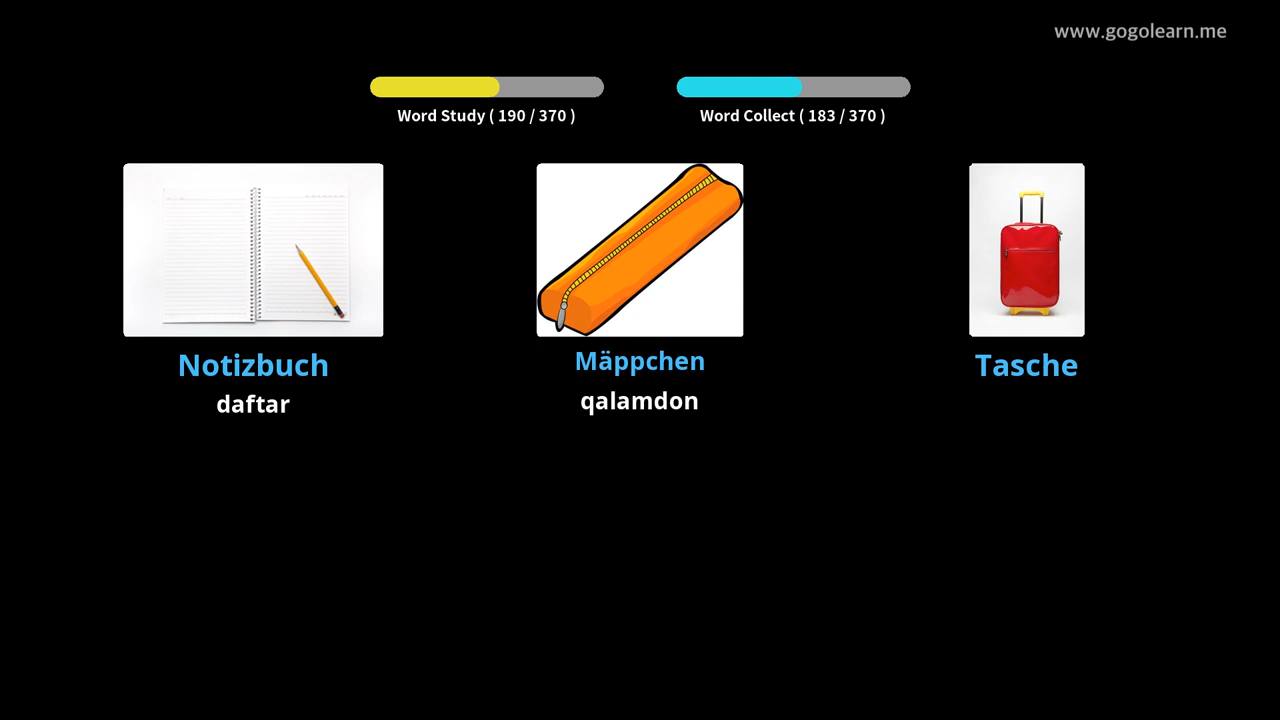 www.gogolearn.me
Word Study ( 190 / 370 )
Word Collect ( 183 / 370 )
Notizbuch
daftar
Mäppchen
qalamdon
Tasche